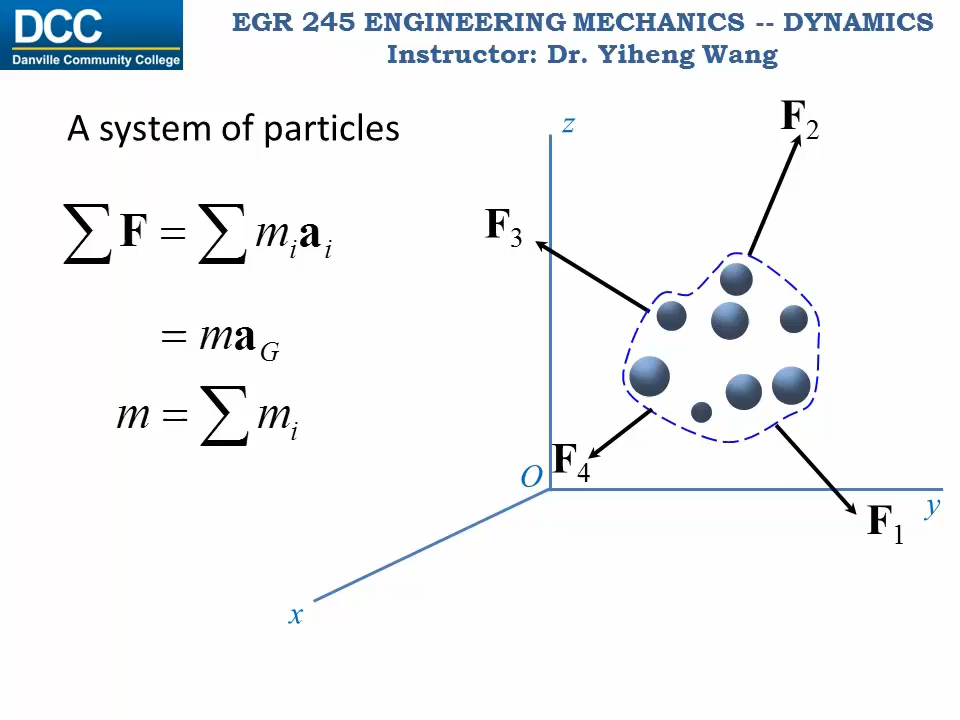 DCC
Danville Community College
EGR 245 ENGINEERING MECHANICS -- DYNAMICS
Instructor: Dr. Yiheng Wang
A system of particles
∑ F = ∑ mᵢaᵢ
= ma_G
m = ∑ mᵢ
z
F₂
F₃
F₄
O
y
F₁
x